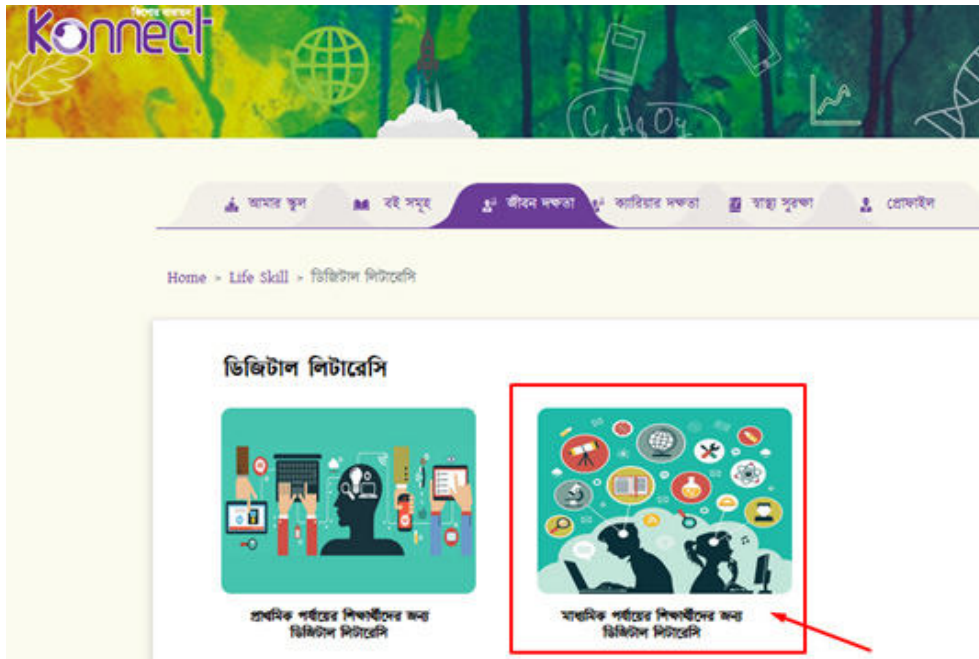 কিশোর বাতায়ন
Konnect
C₆H₈O₇
আমার স্কুল
বই সমূহ
জীবন দক্ষতা
ক্যারিয়ার দক্ষতা
স্বাস্থ্য সুরক্ষা
প্রোফাইল
Home » Life Skill » ডিজিটাল লিটারেসি
ডিজিটাল লিটারেসি
প্রাথমিক পর্যায়ের শিক্ষার্থীদের জন্য
ডিজিটাল লিটারেসি
মাধ্যমিক পর্যায়ের শিক্ষার্থীদের জন্য
ডিজিটাল লিটারেসি